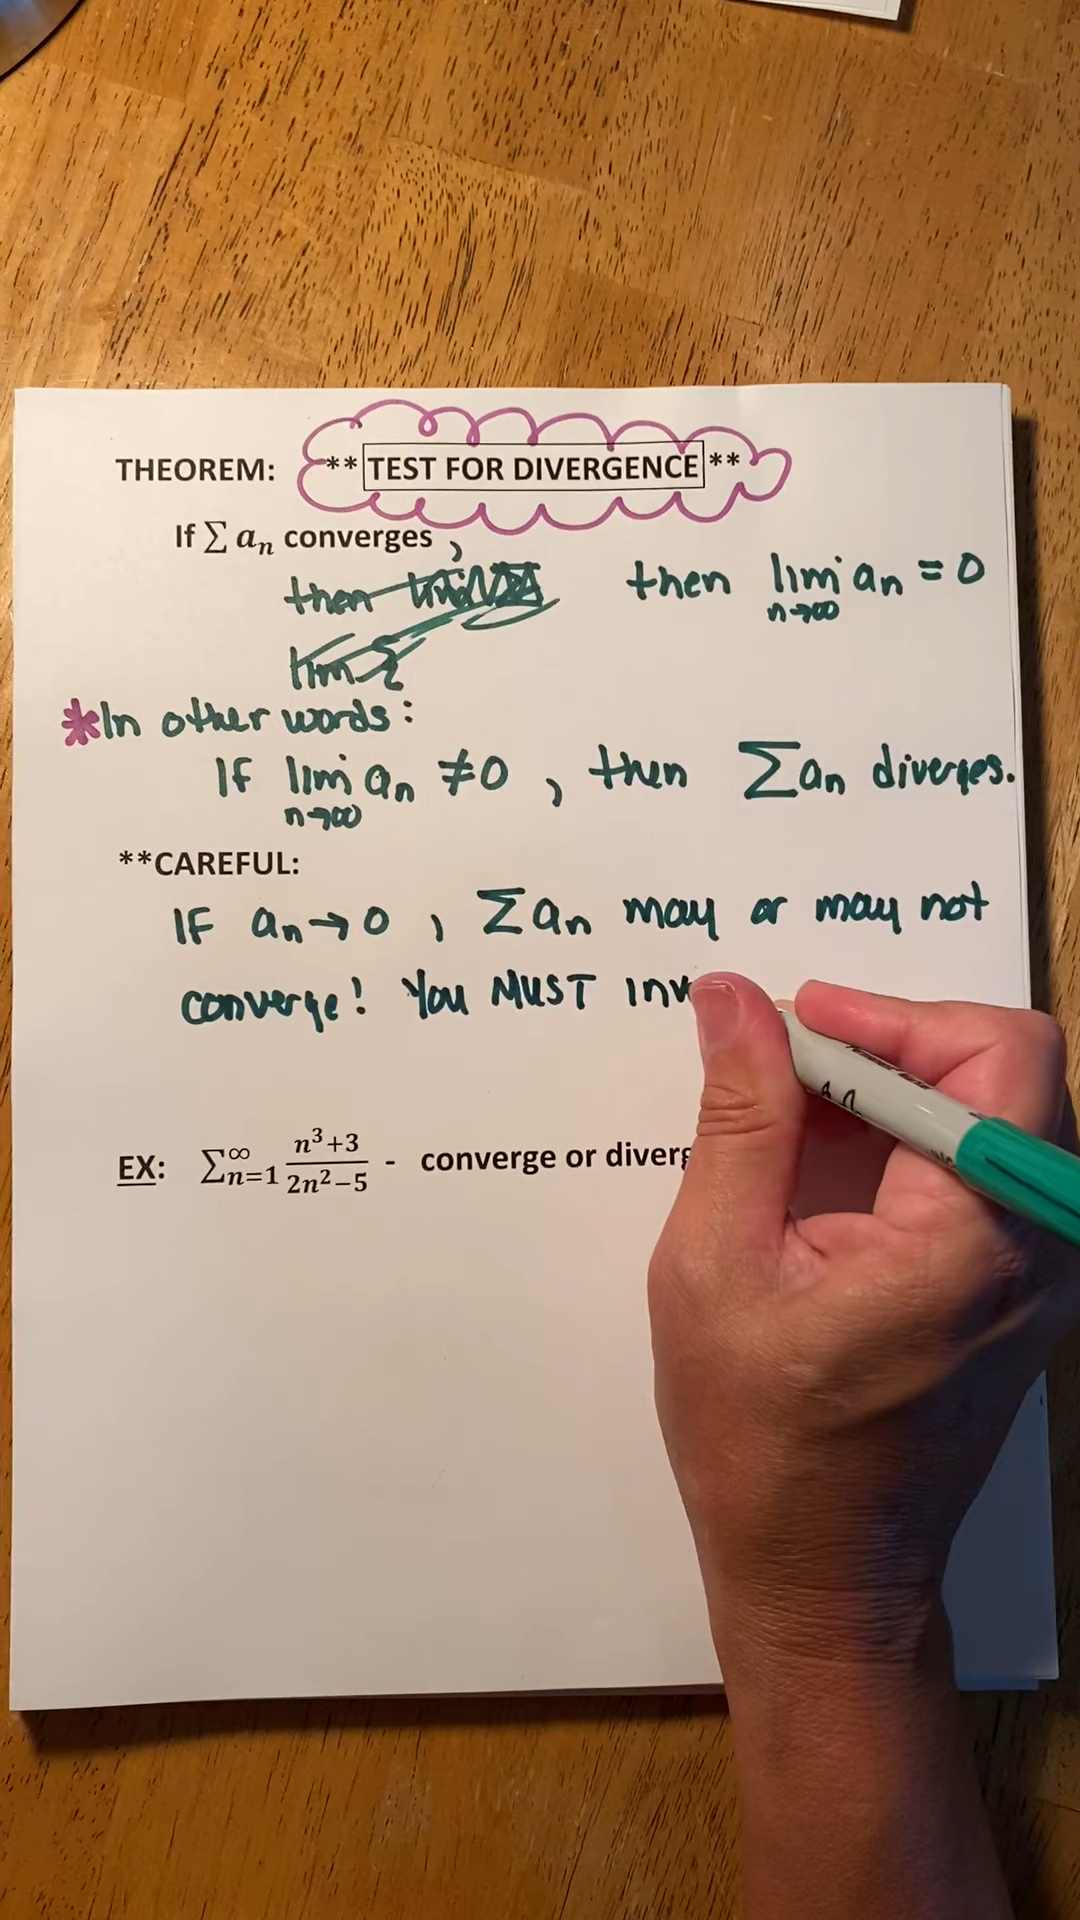 THEOREM: **TEST FOR DIVERGENCE**
If ∑ aₙ converges,
then lim aₙ = 0
n→∞
*In other words:
If lim aₙ ≠ 0, then ∑aₙ diverges.
n→∞
**CAREFUL:
IF aₙ → 0, ∑aₙ may or may not
converge! You MUST inv
EX: ∑ₙ₌₁^∞ (n³+3)/(2n²−5) - converge or diverg